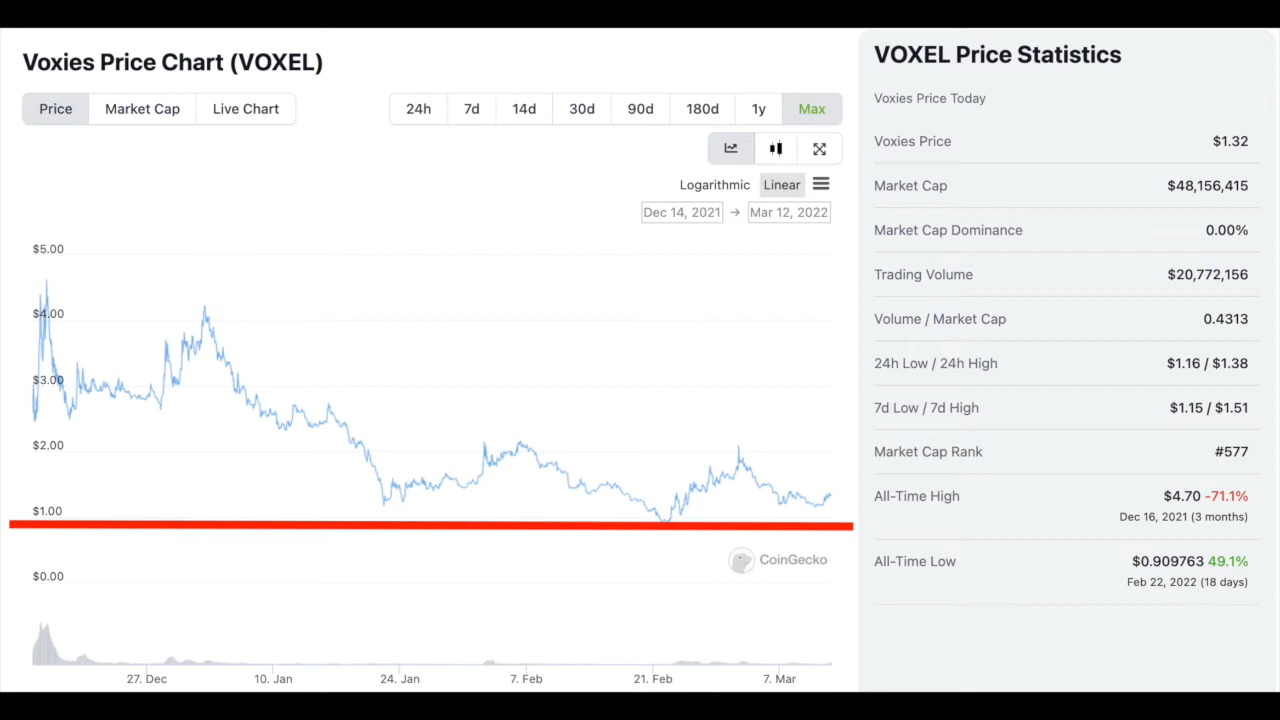 Voxies Price Chart (VOXEL)
Price Market Cap Live Chart
24h 7d 14d 30d 90d 180d 1y Max
Logarithmic Linear
Dec 14, 2021 → Mar 12, 2022
$5.00
$4.00
$3.00
$2.00
$1.00
$0.00
CoinGecko
27. Dec 10. Jan 24. Jan 7. Feb 21. Feb 7. Mar
VOXEL Price Statistics
Voxies Price Today
Voxies Price $1.32
Market Cap $48,156,415
Market Cap Dominance 0.00%
Trading Volume $20,772,156
Volume / Market Cap 0.4313
24h Low / 24h High $1.16 / $1.38
7d Low / 7d High $1.15 / $1.51
Market Cap Rank #577
All-Time High $4.70 -71.1%
Dec 16, 2021 (3 months)
All-Time Low $0.909763 49.1%
Feb 22, 2022 (18 days)